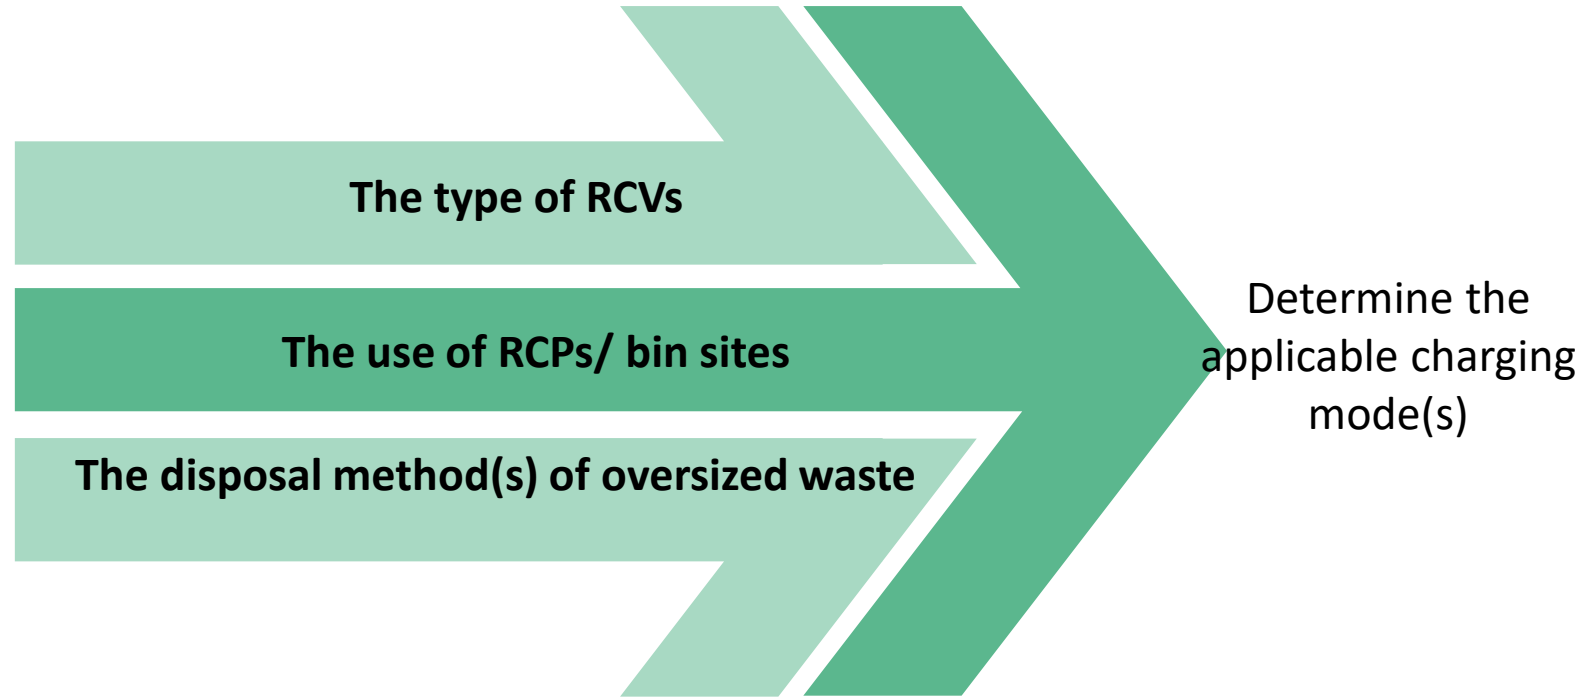 The type of RCVs
The use of RCPs/ bin sites
The disposal method(s) of oversized waste
Determine the
applicable charging
mode(s)